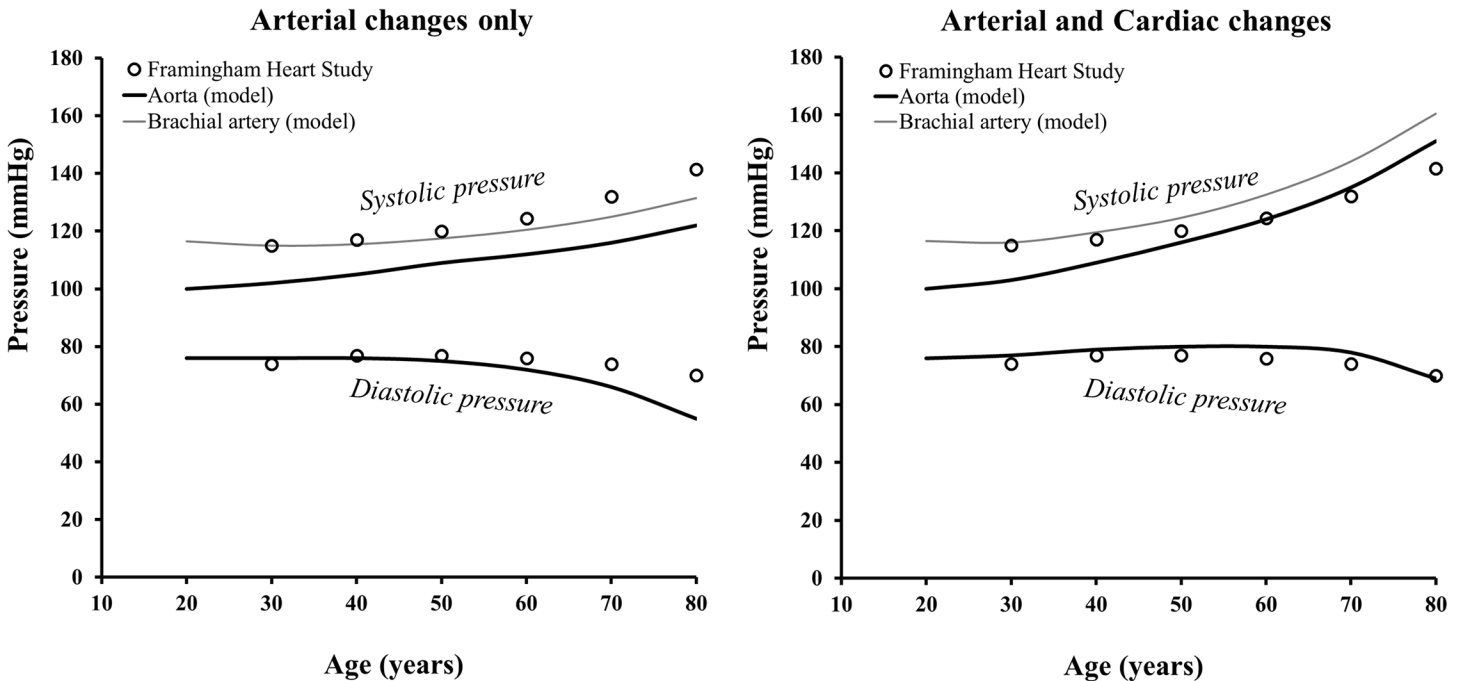 Arterial changes only
180
160
140
120
100
80
60
40
20
0
Pressure (mmHg)
Framingham Heart Study
Aorta (model)
Brachial artery (model)
Systolic pressure
Diastolic pressure
10 20 30 40 50 60 70 80
Age (years)
Arterial and Cardiac changes
180
160
140
120
100
80
60
40
20
0
Pressure (mmHg)
Framingham Heart Study
Aorta (model)
Brachial artery (model)
Systolic pressure
Diastolic pressure
10 20 30 40 50 60 70 80
Age (years)